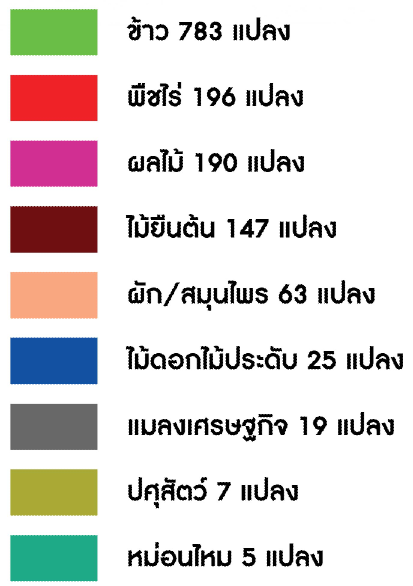 ข้าว 783 แปลง
พืชไร่ 196 แปลง
ผลไม้ 190 แปลง
ไม้ยืนต้น 147 แปลง
ผัก/สมุนไพร 63 แปลง
ไม้ดอกไม้ประดับ 25 แปลง
แมลงเศรษฐกิจ 19 แปลง
ปศุสัตว์ 7 แปลง
หม่อนไหม 5 แปลง